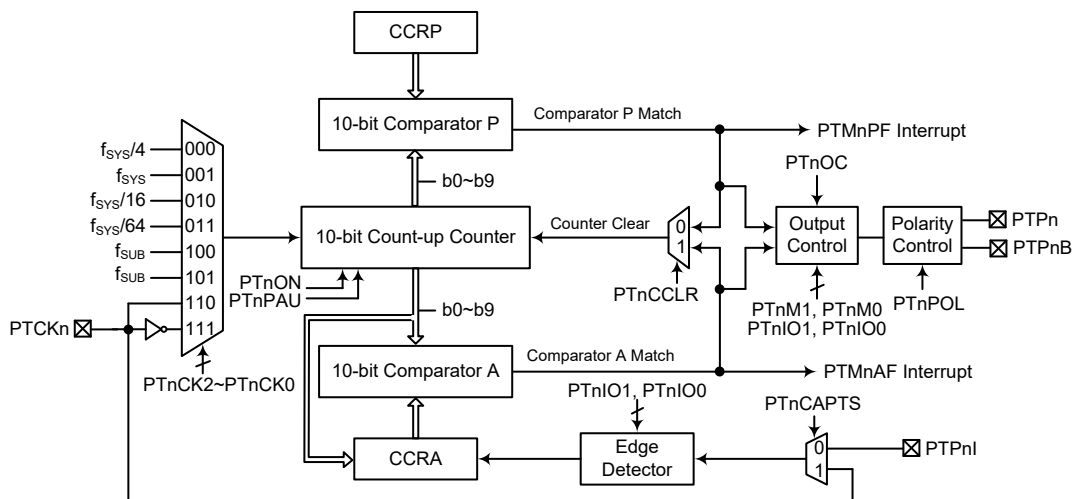 CCRP
10-bit Comparator P
Comparator P Match
PTMnPF Interrupt
fSYS/4
000
fSYS
001
fSYS/16
010
fSYS/64
011
fSUB
100
fSUB
101
110
111
PTCKn
PTnCK2~PTnCK0
b0~b9
10-bit Count-up Counter
Counter Clear
0
1
PTnCCLR
PTnON
PTnPAU
b0~b9
PTnOC
Output
Control
Polarity
Control
PTPn
PTPnB
PTnM1, PTnM0
PTnIO1, PTnIO0
PTnPOL
10-bit Comparator A
Comparator A Match
PTMnAF Interrupt
PTnIO1, PTnIO0
PTnCAPTS
CCRA
Edge
Detector
0
1
PTPnI